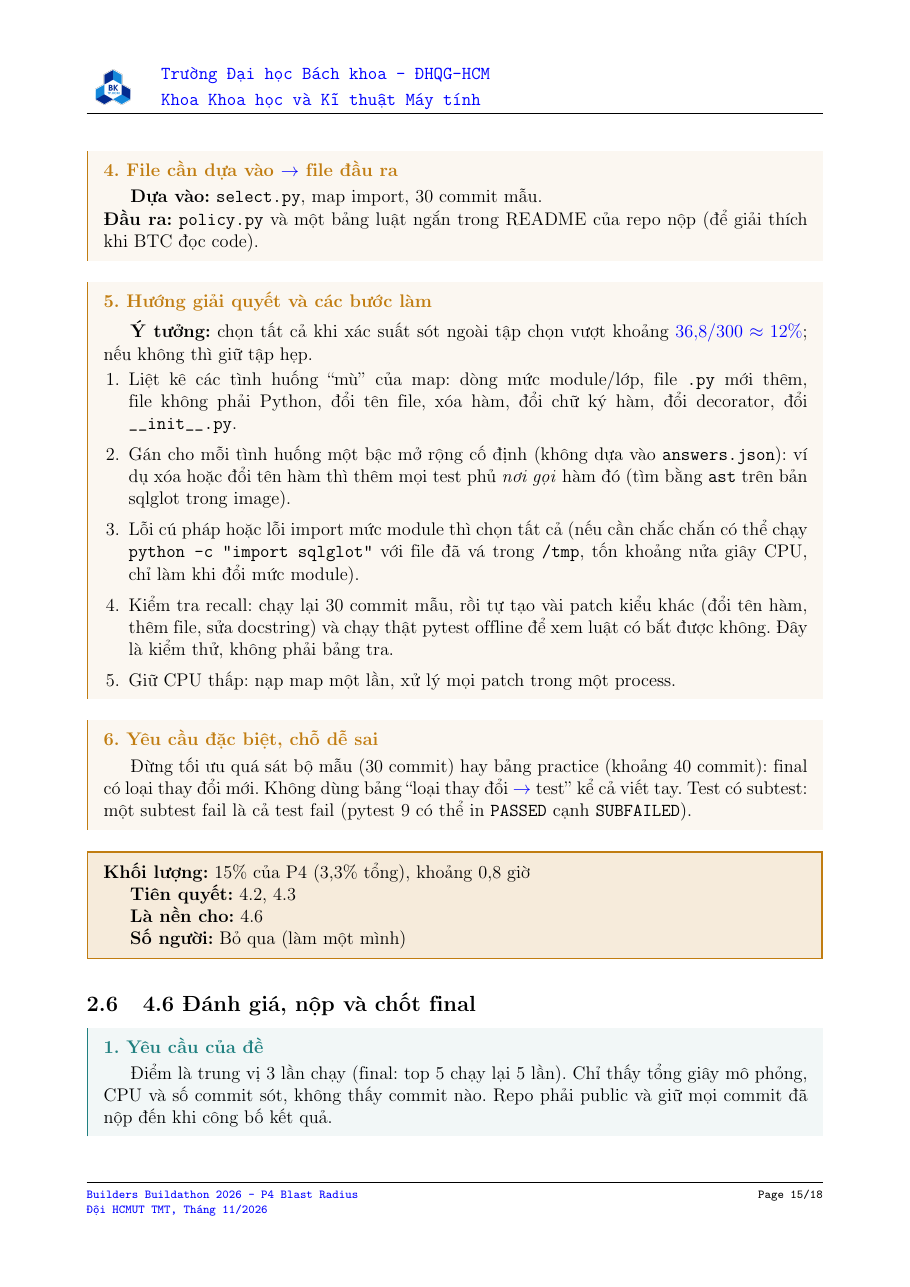 BK
Trường Đại học Bách khoa - ĐHQG-HCM
Khoa Khoa học và Kĩ thuật Máy tính
4. File cần dựa vào → file đầu ra
Dựa vào: select.py, map import, 30 commit mẫu.
Đầu ra: policy.py và một bảng luật ngắn trong README của repo nộp (để giải thích
khi BTC đọc code).
5. Hướng giải quyết và các bước làm
Ý tưởng: chọn tất cả khi xác suất sót ngoài tập chọn vượt khoảng 36,8/300 ≈ 12%;
nếu không thì giữ tập hẹp.
1. Liệt kê các tình huống “mù” của map: dòng mức module/lớp, file .py mới thêm,
file không phải Python, đổi tên file, xóa hàm, đổi chữ ký hàm, đổi decorator, đổi
__init__.py.
2. Gán cho mỗi tình huống một bậc mở rộng cố định (không dựa vào answers.json): ví
dụ xóa hoặc đổi tên hàm thì thêm mọi test phủ nơi gọi hàm đó (tìm bằng ast trên bản
sqlglot trong image).
3. Lỗi cú pháp hoặc lỗi import mức module thì chọn tất cả (nếu cần chắc chắn có thể chạy
python -c "import sqlglot" với file đã vá trong /tmp, tốn khoảng nửa giây CPU,
chỉ làm khi đổi mức module).
4. Kiểm tra recall: chạy lại 30 commit mẫu, rồi tự tạo vài patch kiểu khác (đổi tên hàm,
thêm file, sửa docstring) và chạy thật pytest offline để xem luật có bắt được không. Đây
là kiểm thử, không phải bảng tra.
5. Giữ CPU thấp: nạp map một lần, xử lý mọi patch trong một process.
6. Yêu cầu đặc biệt, chỗ dễ sai
Đừng tối ưu quá sát bộ mẫu (30 commit) hay bảng practice (khoảng 40 commit): final
có loại thay đổi mới. Không dùng bảng “loại thay đổi → test” kể cả viết tay. Test có subtest:
một subtest fail là cả test fail (pytest 9 có thể in PASSED cạnh SUBFAILED).
Khối lượng: 15% của P4 (3,3% tổng), khoảng 0,8 giờ
Tiên quyết: 4.2, 4.3
Là nền cho: 4.6
Số người: Bỏ qua (làm một mình)
2.6 4.6 Đánh giá, nộp và chốt final
1. Yêu cầu của đề
Điểm là trung vị 3 lần chạy (final: top 5 chạy lại 5 lần). Chỉ thấy tổng giây mô phỏng,
CPU và số commit sót, không thấy commit nào. Repo phải public và giữ mọi commit đã
nộp đến khi công bố kết quả.
Builders Buildathon 2026 - P4 Blast Radius
Page 15/18
Đội HCMUT TMT, Tháng 11/2026